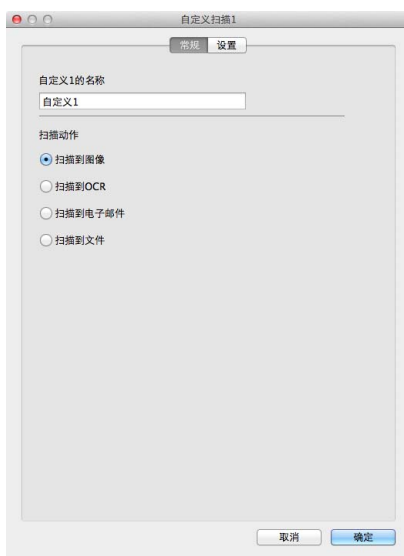 自定义扫描1
常规 设置
自定义1的名称
自定义1
扫描动作
扫描到图像
扫描到OCR
扫描到电子邮件
扫描到文件
取消 确定